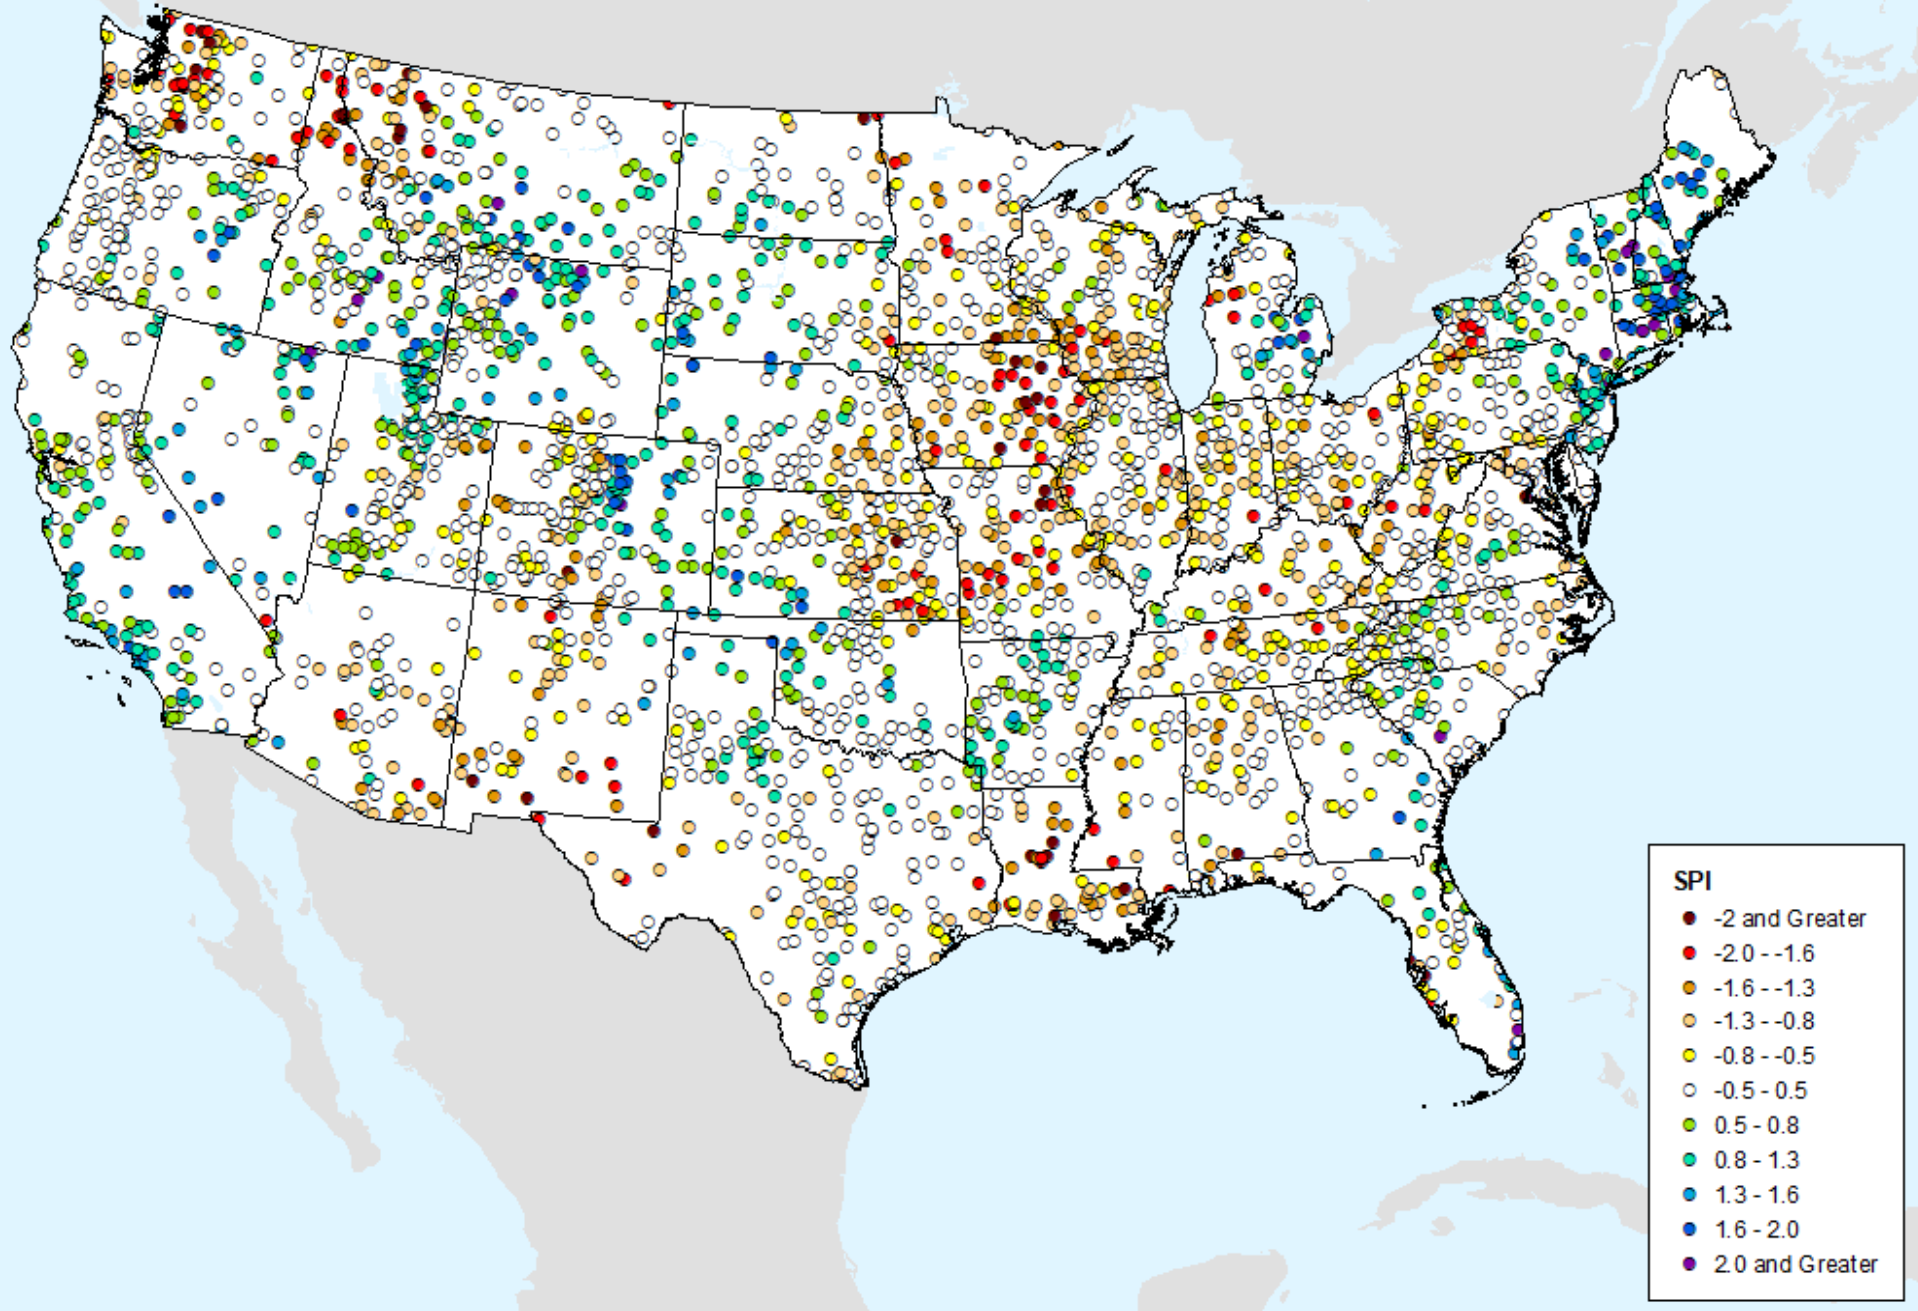 SPI
-2 and Greater
-2.0 - -1.6
-1.6 - -1.3
-1.3 - -0.8
-0.8 - -0.5
-0.5 - 0.5
0.5 - 0.8
0.8 - 1.3
1.3 - 1.6
1.6 - 2.0
2.0 and Greater